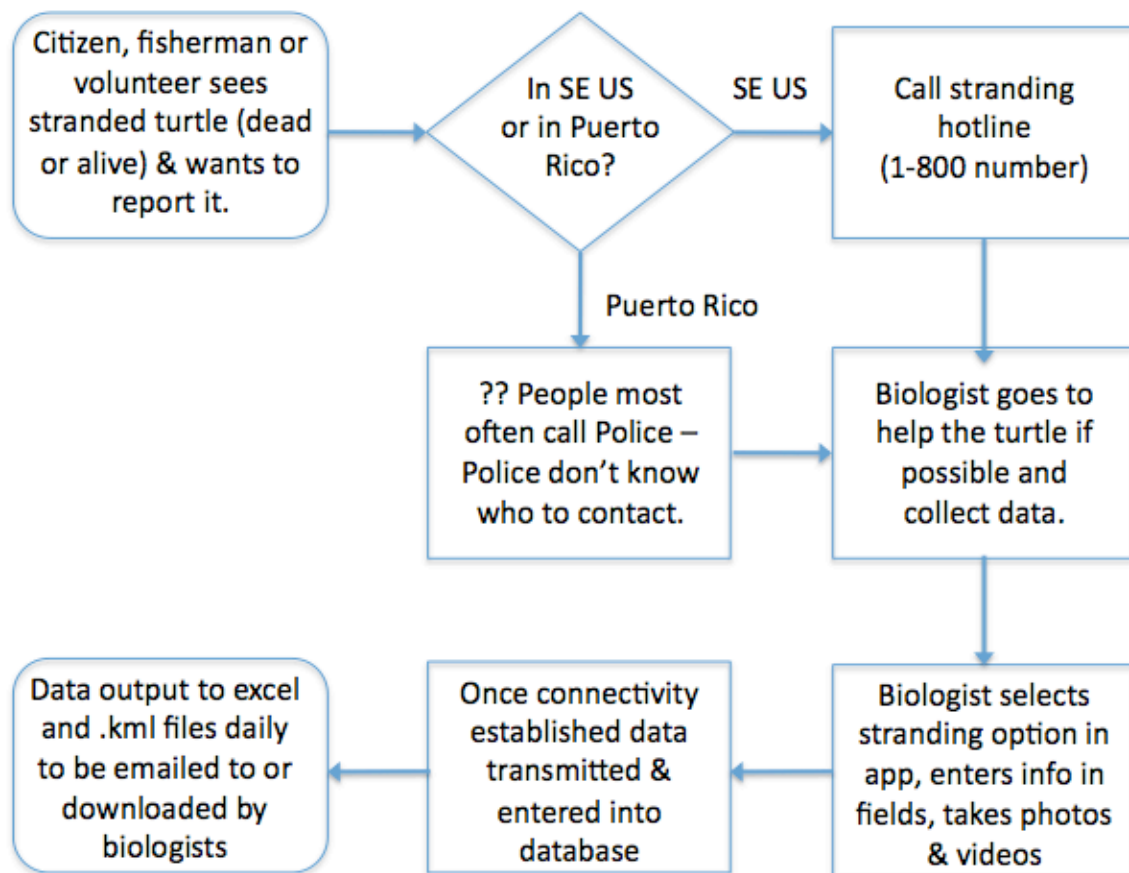 Citizen, fisherman or
volunteer sees
stranded turtle (dead
or alive) & wants to
report it.
In SE US
or in Puerto
Rico?
SE US
Call stranding
hotline
(1-800 number)
Puerto Rico
?? People most
often call Police –
Police don’t know
who to contact.
Biologist goes to
help the turtle if
possible and
collect data.
Biologist selects
stranding option in
app, enters info in
fields, takes photos
& videos
Once connectivity
established data
transmitted &
entered into
database
Data output to excel
and .kml files daily
to be emailed to or
downloaded by
biologists